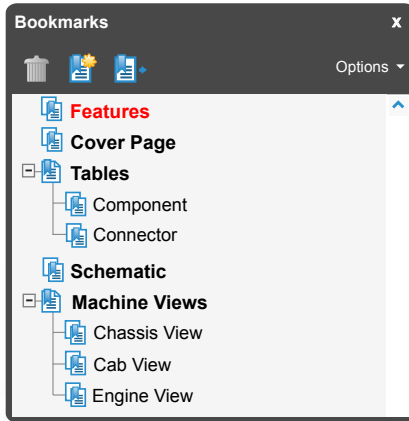 Bookmarks x
Options
Features
Cover Page
Tables
Component
Connector
Schematic
Machine Views
Chassis View
Cab View
Engine View